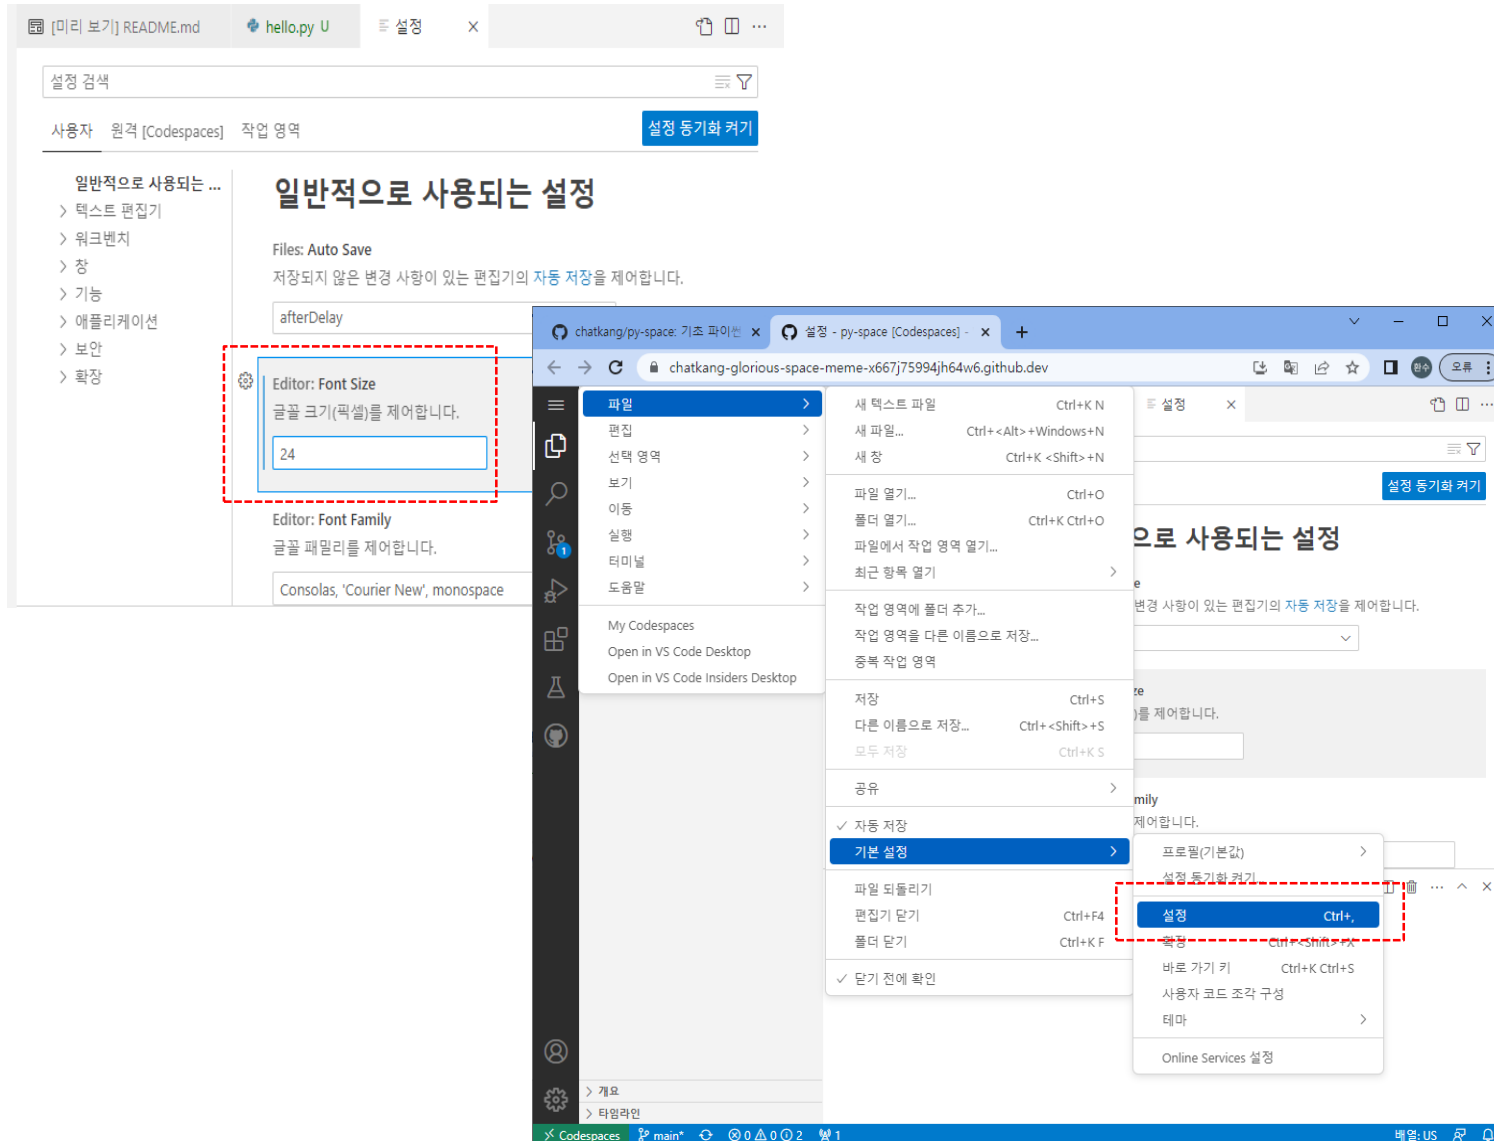 [미리 보기] README.md
hello.py U
설정
설정 검색
사용자 원격 [Codespaces] 작업 영역
설정 동기화 켜기
일반적으로 사용되는 ...
텍스트 편집기
워크벤치
창
기능
애플리케이션
보안
확장
일반적으로 사용되는 설정
Files: Auto Save
저장되지 않은 변경 사항이 있는 편집기의 자동 저장을 제어합니다.
afterDelay
Editor: Font Size
글꼴 크기(픽셀)를 제어합니다.
24
Editor: Font Family
글꼴 패밀리를 제어합니다.
Consolas, 'Courier New', monospace
chatkang/py-space: 기초 파이썬
설정 - py-space [Codespaces] -
chatkang-glorious-space-meme-x667j75994jh64w6.github.dev
환수
오류
파일
편집
선택 영역
보기
이동
실행
터미널
도움말
My Codespaces
Open in VS Code Desktop
Open in VS Code Insiders Desktop
1
새 텍스트 파일 Ctrl+K N
새 파일... Ctrl+<Alt>+Windows+N
새 창 Ctrl+K <Shift>+N
파일 열기... Ctrl+O
폴더 열기... Ctrl+K Ctrl+O
파일에서 작업 영역 열기...
최근 항목 열기
작업 영역에 폴더 추가...
작업 영역을 다른 이름으로 저장...
중복 작업 영역
저장 Ctrl+S
다른 이름으로 저장... Ctrl+<Shift>+S
모두 저장 Ctrl+K S
공유
자동 저장
기본 설정
파일 되돌리기
편집기 닫기 Ctrl+F4
폴더 닫기 Ctrl+K F
닫기 전에 확인
설정
설정 동기화 켜기
으로 사용되는 설정
e
변경 사항이 있는 편집기의 자동 저장을 제어합니다.
ze
)를 제어합니다.
mily
제어합니다.
프로필(기본값)
설정 동기화 켜기...
설정 Ctrl+,
확장 Ctrl+<Shift>+X
바로 가기 키 Ctrl+K Ctrl+S
사용자 코드 조각 구성
테마
Online Services 설정
개요
타임라인
Codespaces main* 0 0 2 1
배열: US